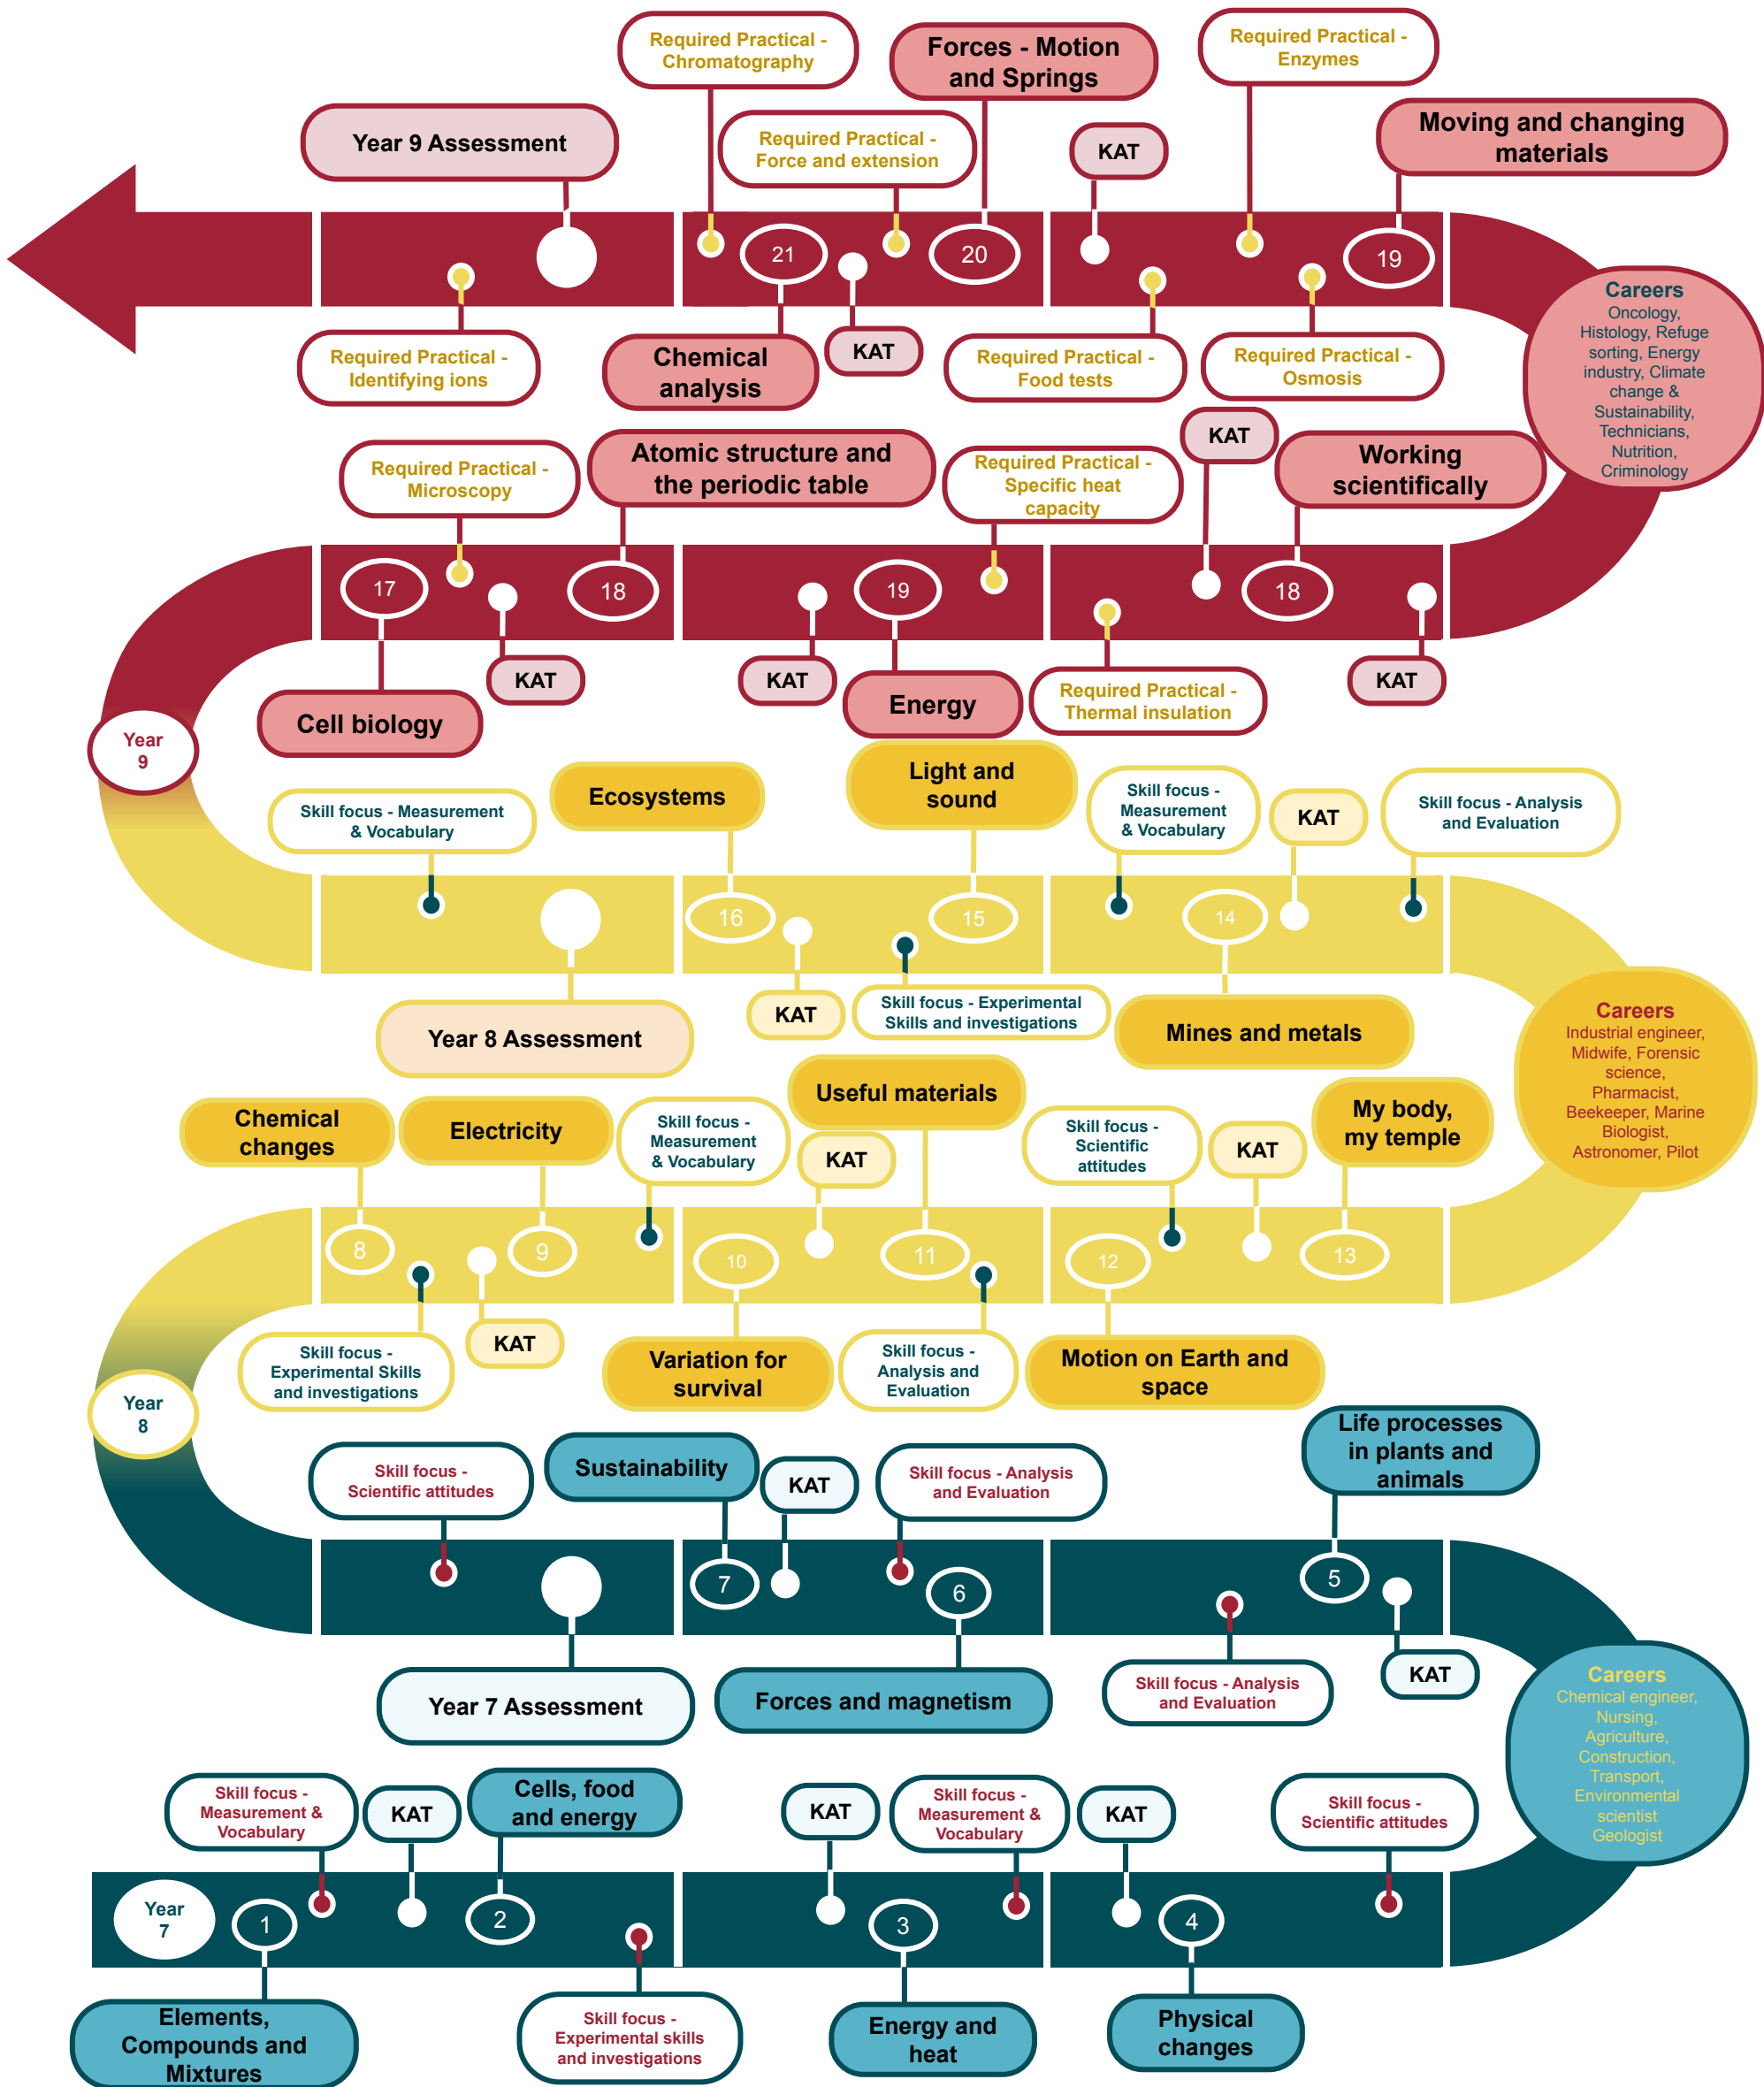 Required Practical -
Chromatography
Forces - Motion
and Springs
Required Practical -
Enzymes
Year 9 Assessment
Required Practical -
Force and extension
KAT
Moving and changing
materials
21
20
19
Required Practical -
Identifying ions
Chemical
analysis
KAT
Required Practical -
Food tests
Required Practical -
Osmosis
Careers
Oncology,
Histology, Refuge
sorting, Energy
industry, Climate
change &
Sustainability,
Technicians,
Nutrition,
Criminology
Required Practical -
Microscopy
Atomic structure and
the periodic table
Required Practical -
Specific heat
capacity
KAT
Working
scientifically
17
18
19
18
Cell biology
KAT
KAT
Energy
Required Practical -
Thermal insulation
KAT
Year
9
Skill focus - Measurement
& Vocabulary
Ecosystems
Light and
sound
Skill focus -
Measurement
& Vocabulary
KAT
Skill focus - Analysis
and Evaluation
16
15
14
Year 8 Assessment
KAT
Skill focus - Experimental
Skills and investigations
Mines and metals
Careers
Industrial engineer,
Midwife, Forensic
science,
Pharmacist,
Beekeeper, Marine
Biologist,
Astronomer, Pilot
Chemical
changes
Electricity
Skill focus -
Measurement
& Vocabulary
Useful materials
KAT
Skill focus -
Scientific
attitudes
KAT
My body,
my temple
8
9
10
11
12
13
Skill focus -
Experimental Skills
and investigations
KAT
Variation for
survival
Skill focus -
Analysis and
Evaluation
Motion on Earth and
space
Year
8
Skill focus -
Scientific attitudes
Sustainability
KAT
Skill focus - Analysis
and Evaluation
Life processes
in plants and
animals
7
6
5
Year 7 Assessment
Forces and magnetism
Skill focus - Analysis
and Evaluation
KAT
Careers
Chemical engineer,
Nursing,
Agriculture,
Construction,
Transport,
Environmental
scientist
Geologist
Skill focus -
Measurement &
Vocabulary
KAT
Cells, food
and energy
KAT
Skill focus -
Measurement &
Vocabulary
KAT
Skill focus -
Scientific attitudes
Year
7
1
2
3
4
Elements,
Compounds and
Mixtures
Skill focus -
Experimental skills
and investigations
Energy and
heat
Physical
changes